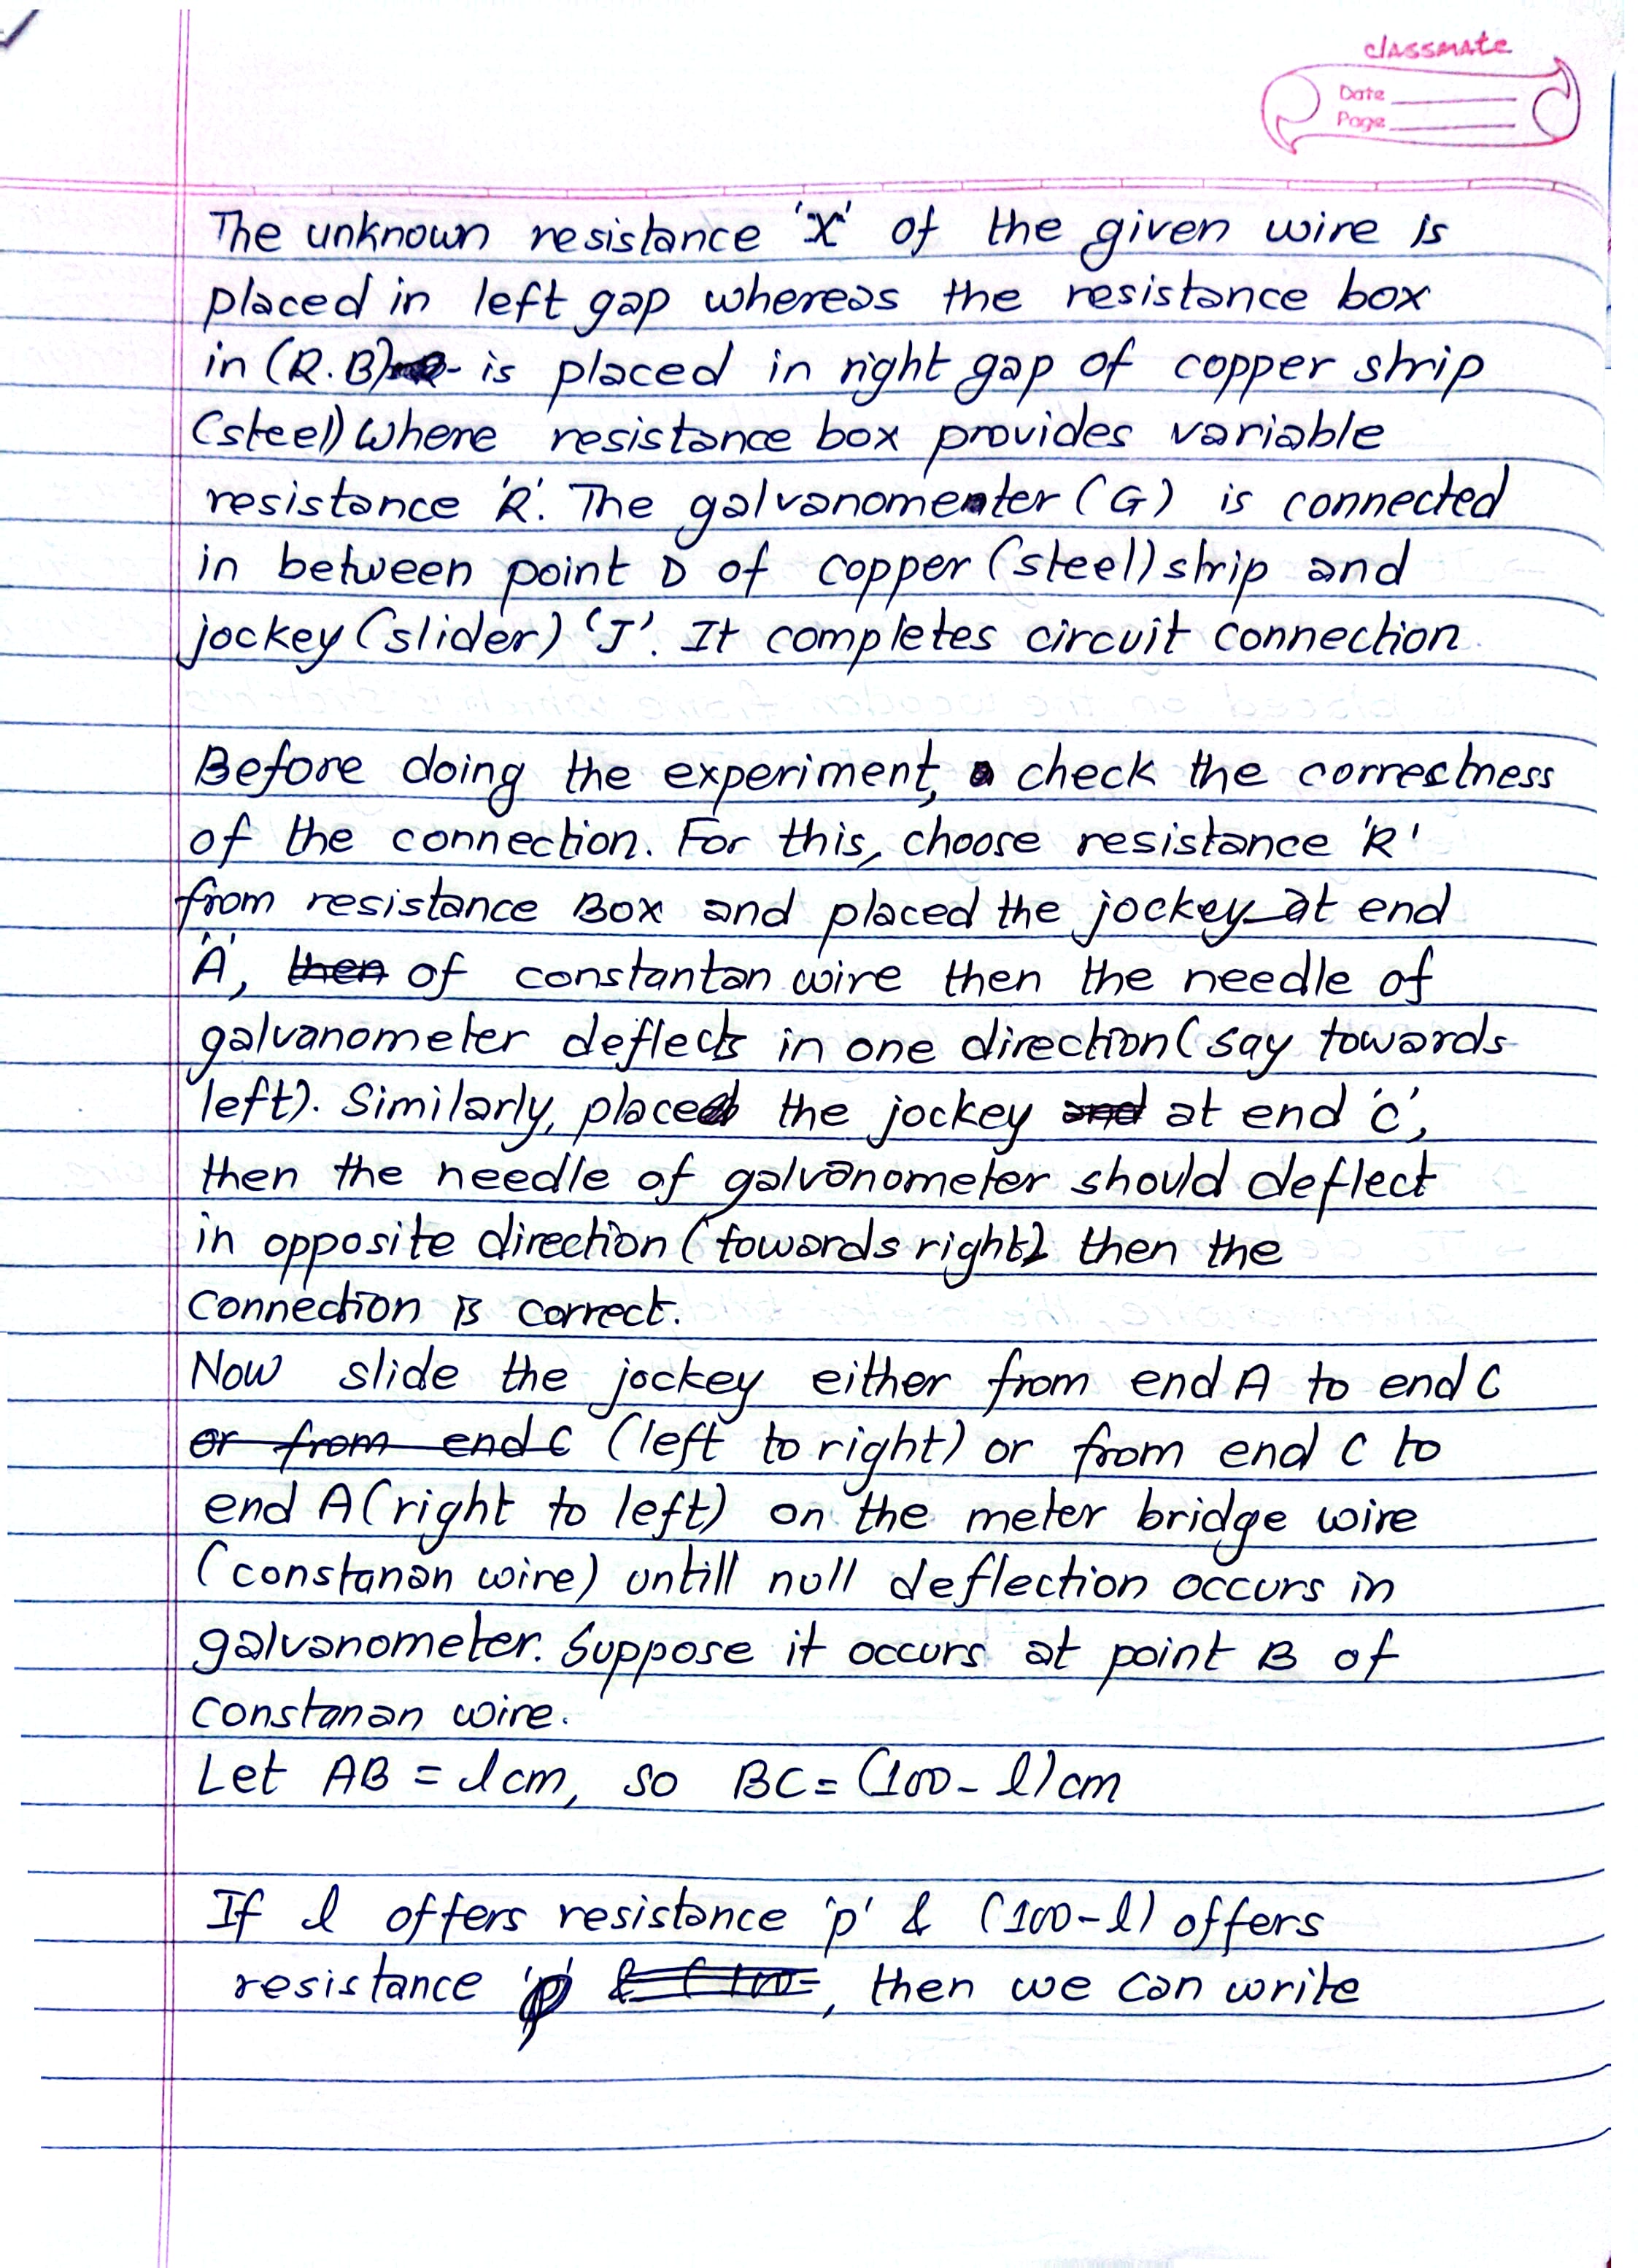 classmate
Date
Page
The unknown resistance 'X' of the given wire is
placed in left gap whereas the resistance box
in (R.B) is placed in right gap of copper strip
(steel) where resistance box provides variable
resistance 'R'. The galvanometer (G) is connected
in between point D of copper (steel) strip and
jockey (slider) 'J'. It completes circuit connection.
Before doing the experiment, check the correctness
of the connection. For this, choose resistance 'R'
from resistance Box and placed the jockey at end
'A', then of constantan wire then the needle of
galvanometer deflects in one direction (say towards
left). Similarly, place the jockey and at end 'c',
then the needle of galvanometer should deflect
in opposite direction (towards right) then the
connection is correct.
Now slide the jockey either from end A to end C
or from end C (left to right) or from end C to
end A (right to left) on the meter bridge wire
(constanan wire) untill null deflection occurs in
galvanometer. Suppose it occurs at point B of
constanan wire.
Let AB = l cm, so BC = (100 - l) cm
If l offers resistance 'p' & (100-l) offers
resistance & (100- , then we can write